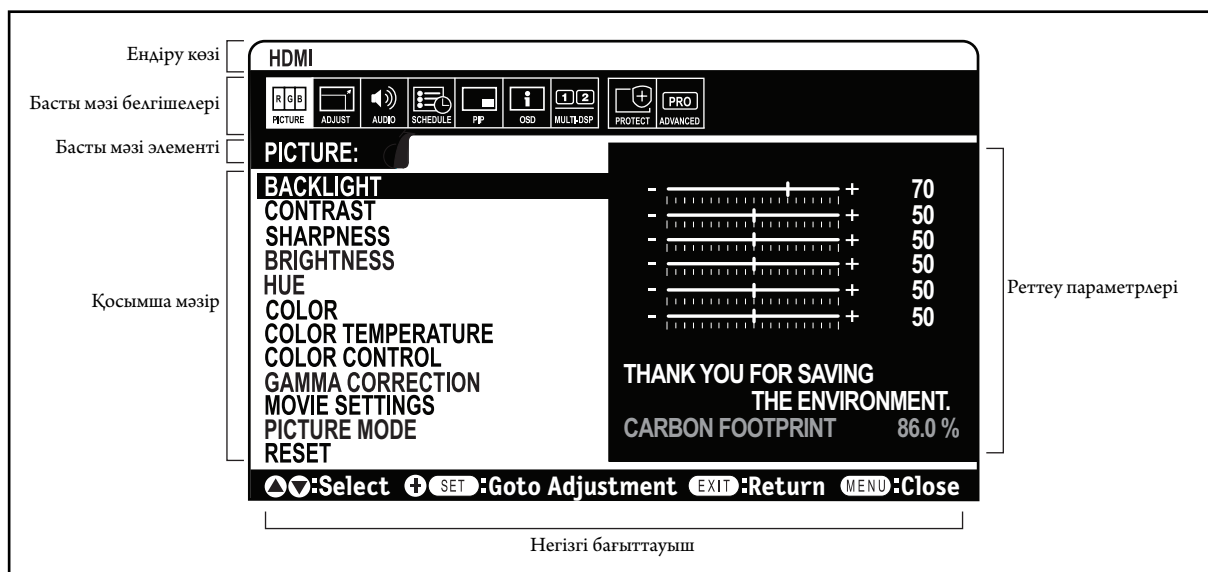 Ендіру көзі
HDMI
Басты мәзі белгішелері
R G B
i
1 2
PRO
PICTURE ADJUST AUDIO SCHEDULE PIP OSD MULTI-DSP PROTECT ADVANCED
Басты мәзі элементі
PICTURE:
Қосымша мәзір
BACKLIGHT - + 70
CONTRAST - + 50
SHARPNESS - + 50
BRIGHTNESS - + 50
HUE - + 50
COLOR - + 50
COLOR TEMPERATURE
COLOR CONTROL
GAMMA CORRECTION
MOVIE SETTINGS
PICTURE MODE
RESET
THANK YOU FOR SAVING
THE ENVIRONMENT.
CARBON FOOTPRINT 86.0 %
Реттеу параметрлері
:Select + SET :Goto Adjustment EXIT :Return MENU :Close
Негізгі бағыттауыш